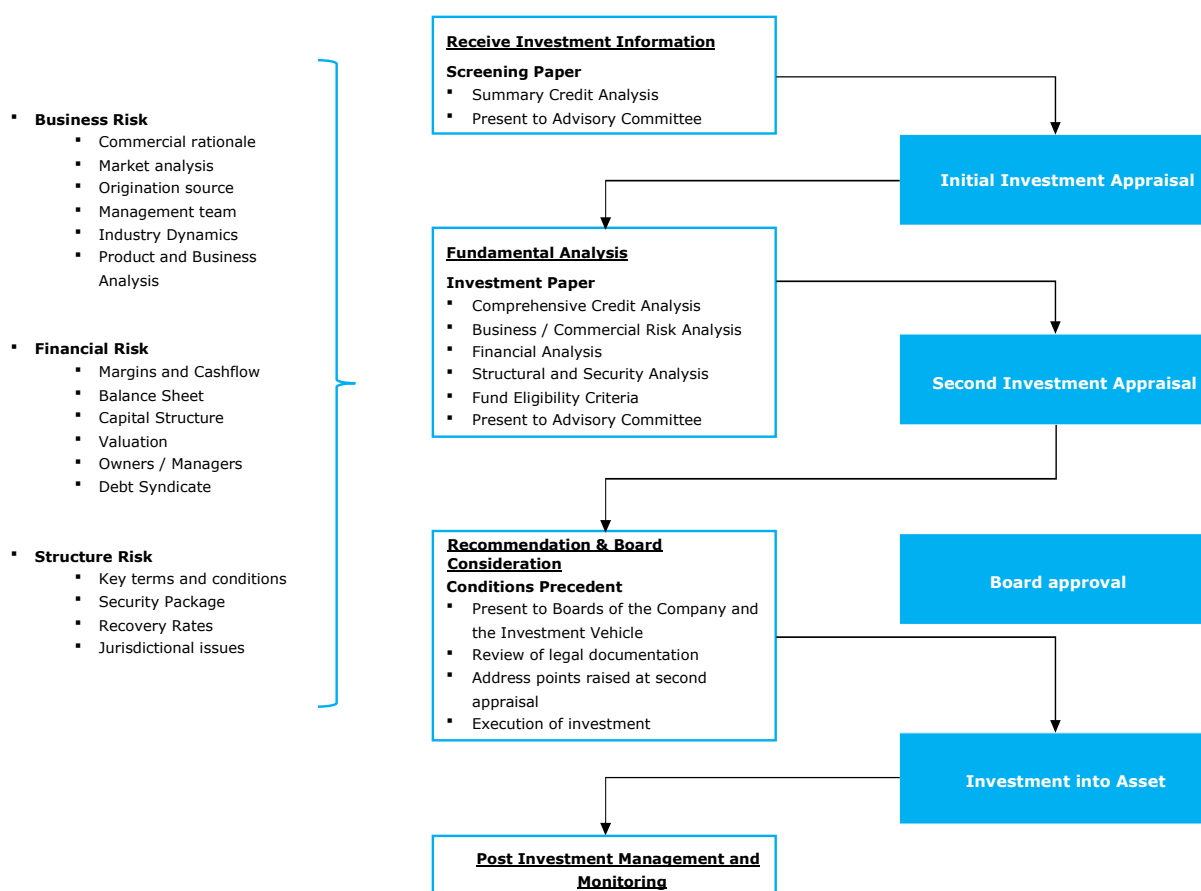 ▪ Business Risk
▪ Commercial rationale
▪ Market analysis
▪ Origination source
▪ Management team
▪ Industry Dynamics
▪ Product and Business
Analysis
▪ Financial Risk
▪ Margins and Cashflow
▪ Balance Sheet
▪ Capital Structure
▪ Valuation
▪ Owners / Managers
▪ Debt Syndicate
▪ Structure Risk
▪ Key terms and conditions
▪ Security Package
▪ Recovery Rates
▪ Jurisdictional issues
Receive Investment Information
Screening Paper
▪ Summary Credit Analysis
▪ Present to Advisory Committee
Initial Investment Appraisal
Fundamental Analysis
Investment Paper
▪ Comprehensive Credit Analysis
▪ Business / Commercial Risk Analysis
▪ Financial Analysis
▪ Structural and Security Analysis
▪ Fund Eligibility Criteria
▪ Present to Advisory Committee
Second Investment Appraisal
Recommendation & Board
Consideration
Conditions Precedent
▪ Present to Boards of the Company and
the Investment Vehicle
▪ Review of legal documentation
▪ Address points raised at second
appraisal
▪ Execution of investment
Board approval
Investment into Asset
Post Investment Management and
Monitoring